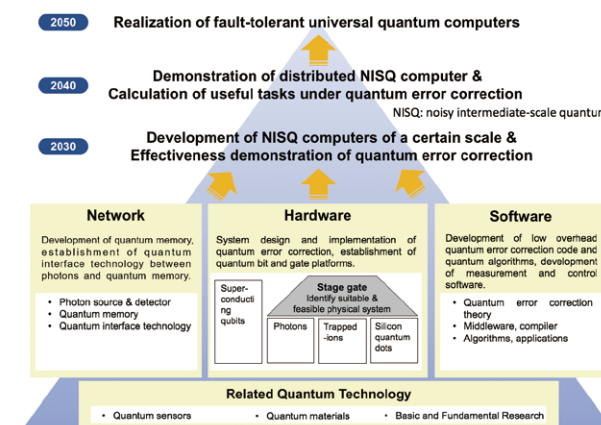 2050
Realization of fault-tolerant universal quantum computers
2040
Demonstration of distributed NISQ computer &
Calculation of useful tasks under quantum error correction
NISQ: noisy intermediate-scale quantum
2030
Development of NISQ computers of a certain scale &
Effectiveness demonstration of quantum error correction
Network
Development of quantum memory,
establishment of quantum
interface technology between
photons and quantum memory.
• Photon source & detector
• Quantum memory
• Quantum interface technology
Hardware
System design and implementation of
quantum error correction, establishment of
quantum bit and gate platforms.
Super-
conducti
ng
qubits
Stage gate
Identify suitable &
feasible physical system
Photons
Trapped
-ions
Silicon
quantum
dots
Software
Development of low overhead
quantum error correction code and
quantum algorithms, development
of measurement and control
software.
• Quantum error correction
theory
• Middleware, compiler
• Algorithms, applications
Related Quantum Technology
• Quantum sensors
• Quantum materials
• Basic and Fundamental Research